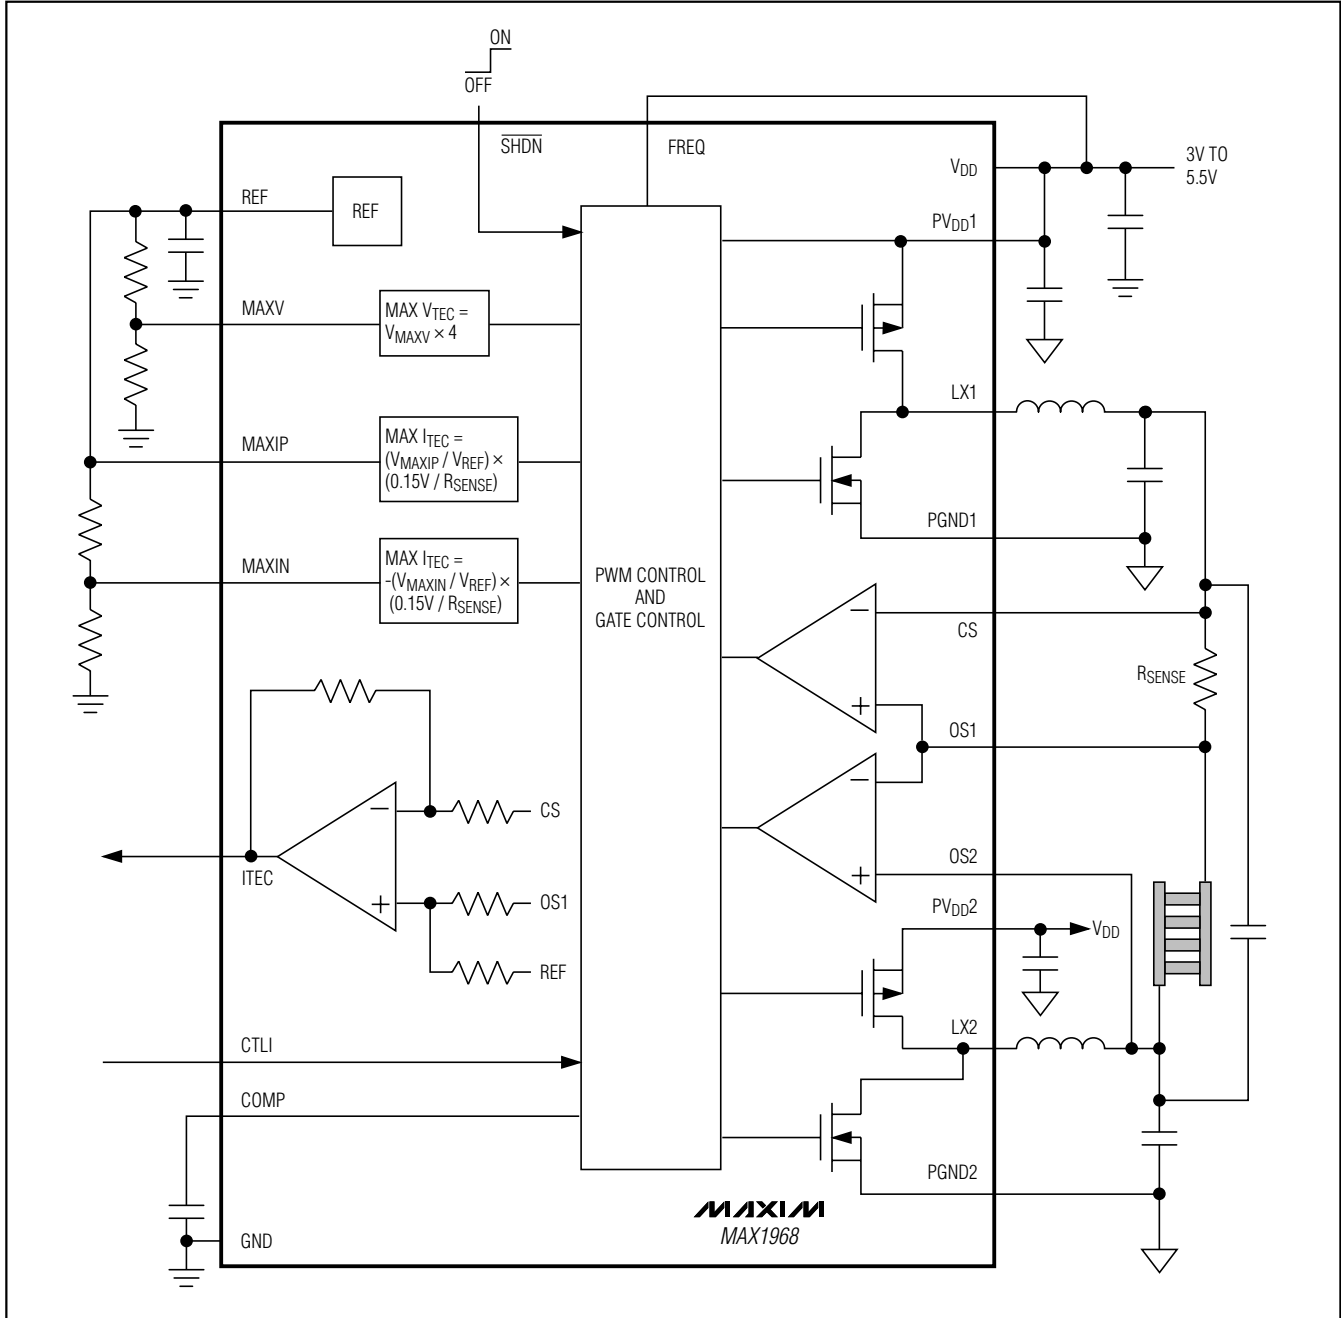 ON
OFF
SHDN
FREQ
VDD
3V TO
5.5V
REF
REF
PVDD1
MAXV
MAX VTEC =
VMAXV × 4
LX1
MAXIP
MAX ITEC =
(VMAXIP / VREF) ×
(0.15V / RSENSE)
PGND1
MAXIN
MAX ITEC =
-(VMAXIN / VREF) ×
(0.15V / RSENSE)
PWM CONTROL
AND
GATE CONTROL
−
CS
RSENSE
+
OS1
−
−
CS
OS2
+
ITEC
+
OS1
PVDD2
VDD
REF
LX2
CTLI
COMP
PGND2
MAXIM
MAX1968
GND